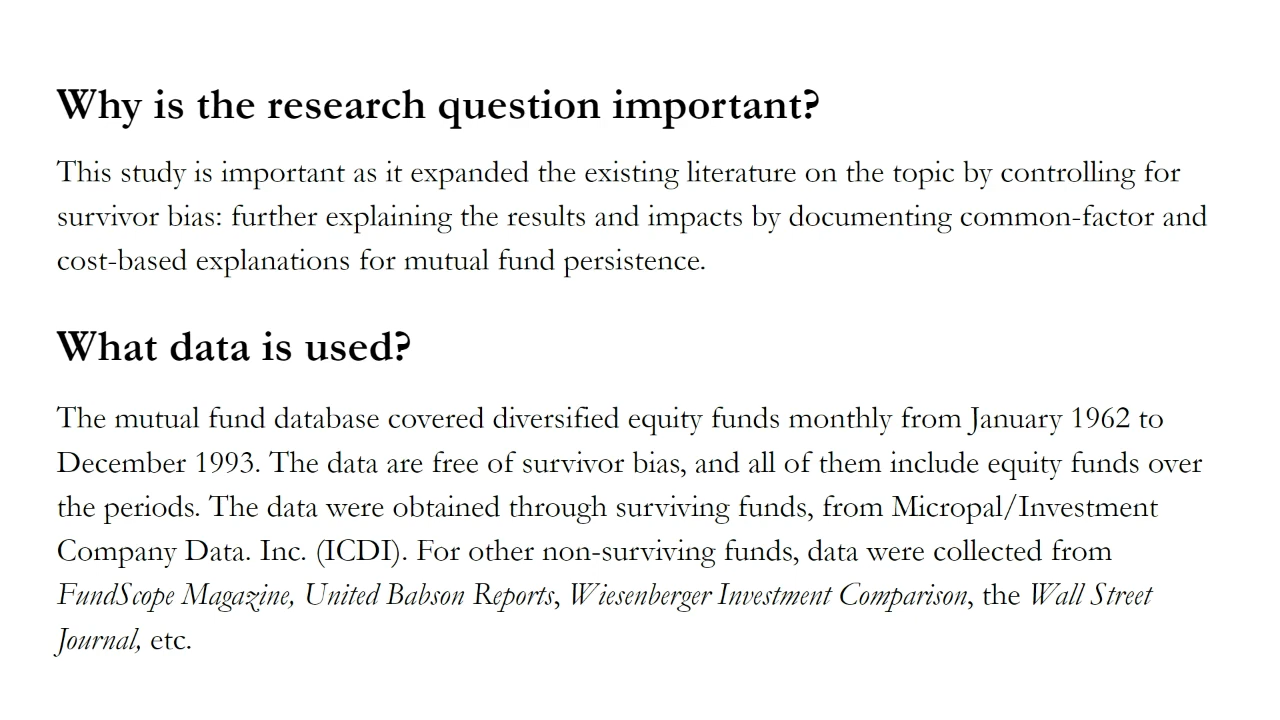 Why is the research question important?
This study is important as it expanded the existing literature on the topic by controlling for
survivor bias: further explaining the results and impacts by documenting common-factor and
cost-based explanations for mutual fund persistence.
What data is used?
The mutual fund database covered diversified equity funds monthly from January 1962 to
December 1993. The data are free of survivor bias, and all of them include equity funds over
the periods. The data were obtained through surviving funds, from Micropal/Investment
Company Data. Inc. (ICDI). For other non-surviving funds, data were collected from
FundScope Magazine, United Babson Reports, Wiesenberger Investment Comparison, the Wall Street
Journal, etc.